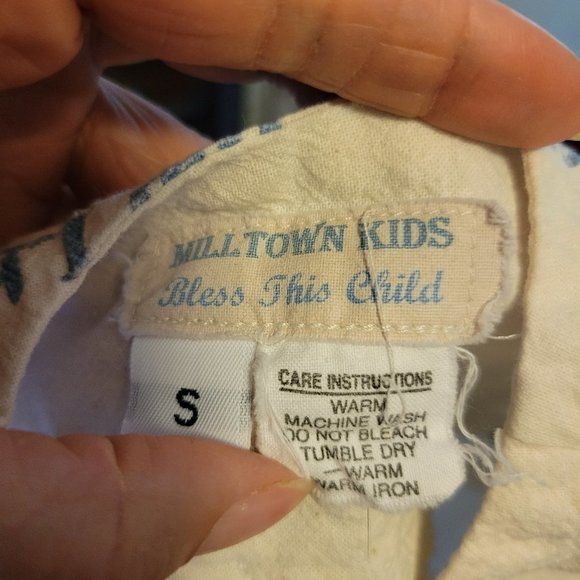 MILLTOWN KIDS
Bless This Child
S
CARE INSTRUCTIONS
WARM
MACHINE WASH
DO NOT BLEACH
TUMBLE DRY
WARM
WARM IRON